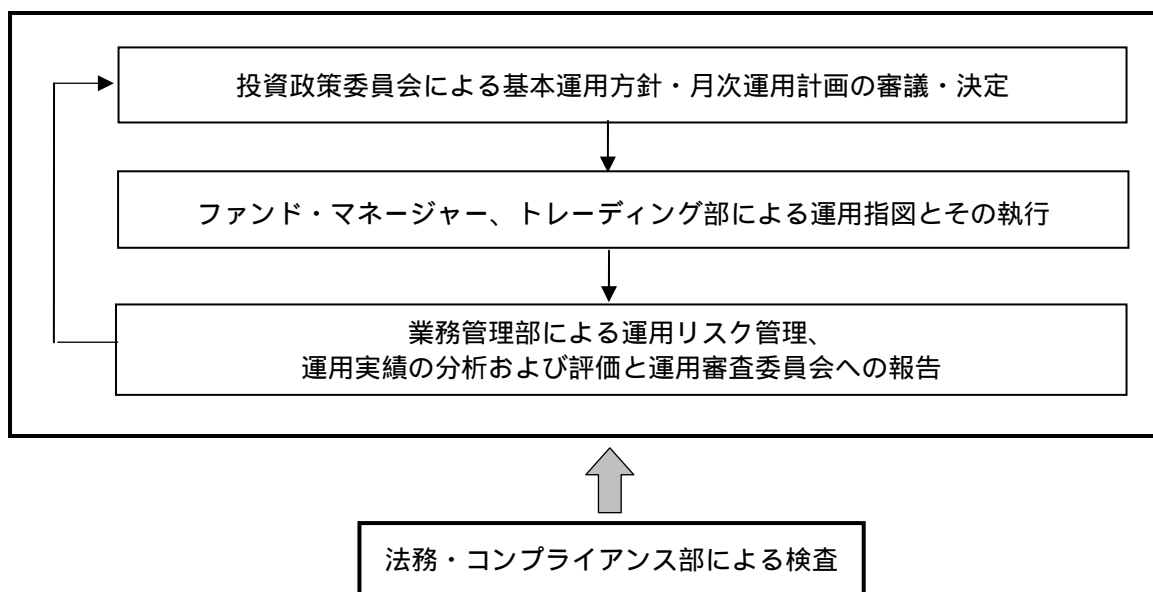 投資政策委員会による基本運用方針・月次運用計画の審議・決定
ファンド・マネージャー、トレーディング部による運用指図とその執行
業務管理部による運用リスク管理、
運用実績の分析および評価と運用審査委員会への報告
法務・コンプライアンス部による検査